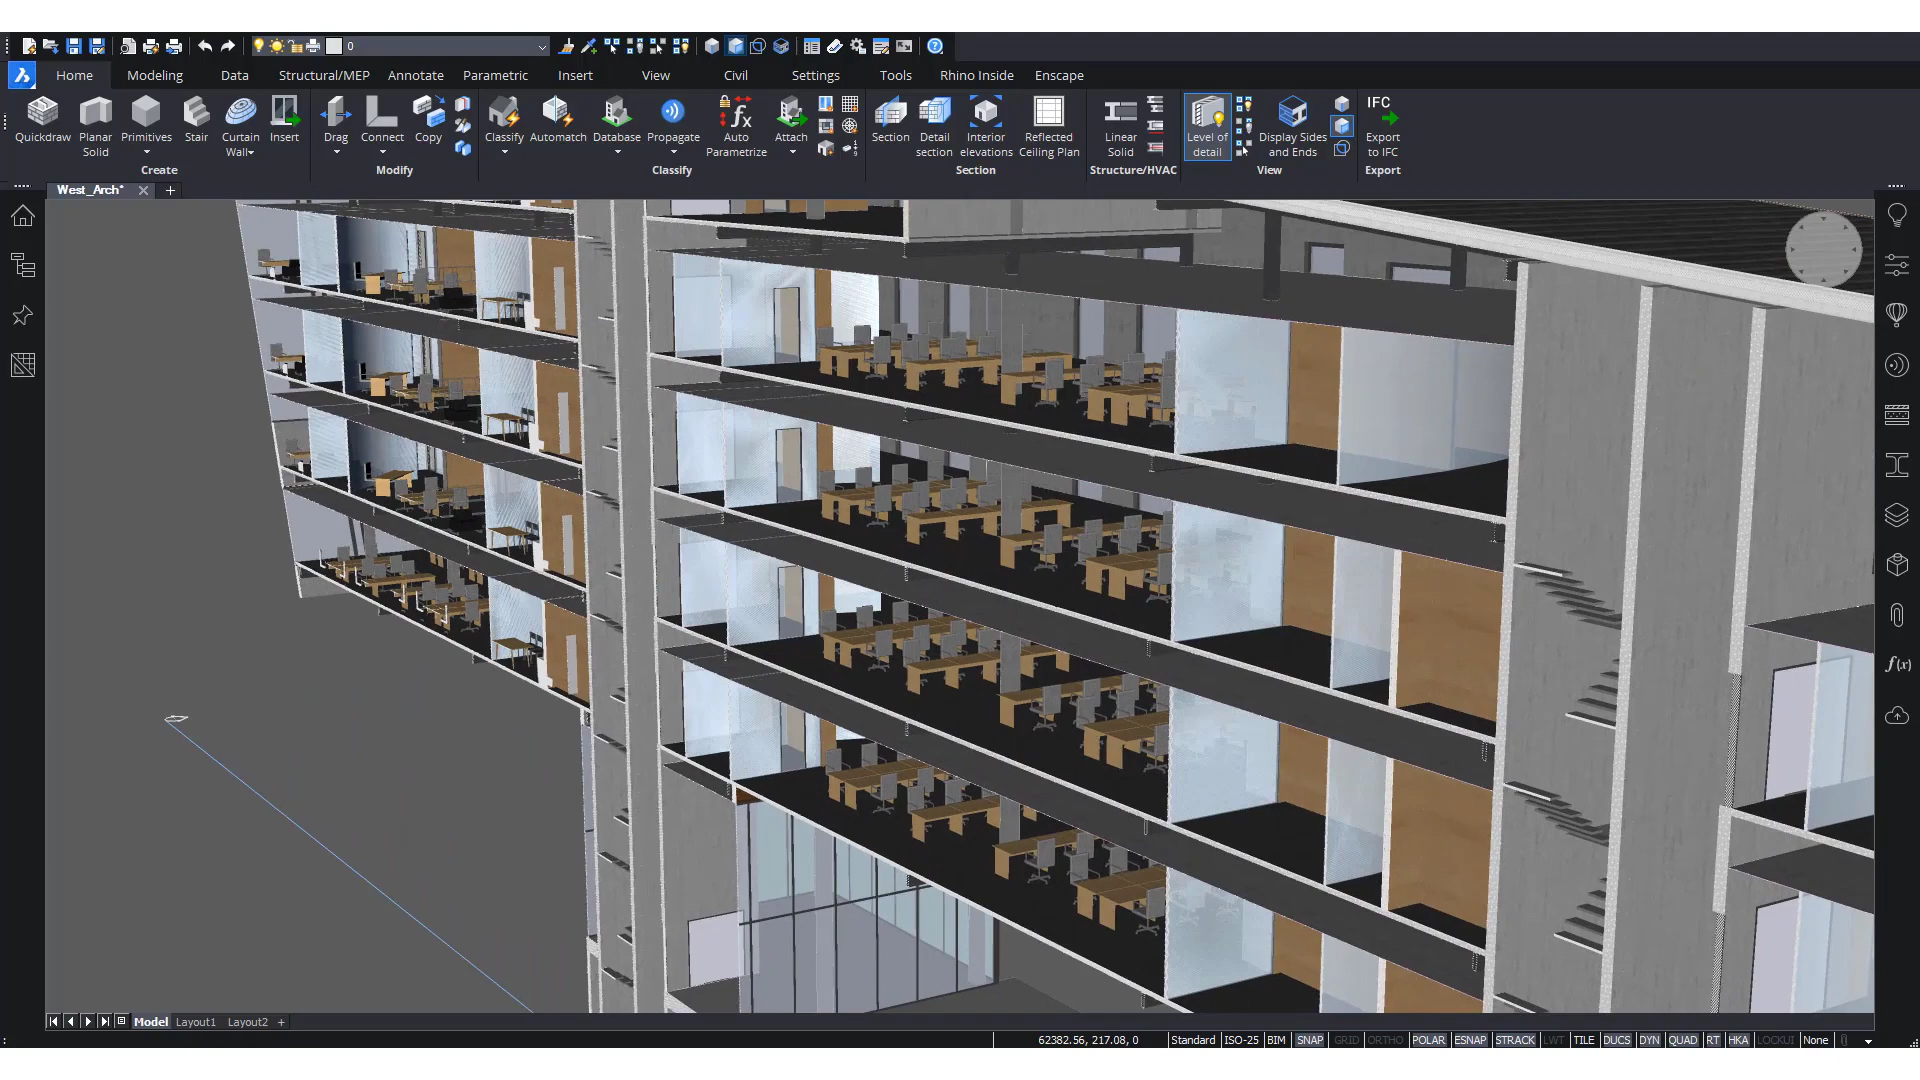 0
Home Modeling Data Structural/MEP Annotate Parametric Insert View Civil Settings Tools Rhino Inside Enscape
fx IFC
Quickdraw Planar Solid Primitives Stair Curtain Wall Insert Drag Connect Copy Classify Automatch Database Propagate Auto Parametrize Attach Section Detail section Interior elevations Reflected Ceiling Plan Linear Solid Level of detail Display Sides and Ends Export to IFC
Create Modify Classify Section Structure/HVAC View Export
West_Arch*
f(x)
Model Layout1 Layout2 +
62382.56, 217.08, 0 Standard ISO-25 BIM SNAP GRID ORTHO POLAR ESNAP STRACK LWT TILE DUCS DYN QUAD RT HKA LOCKUI None